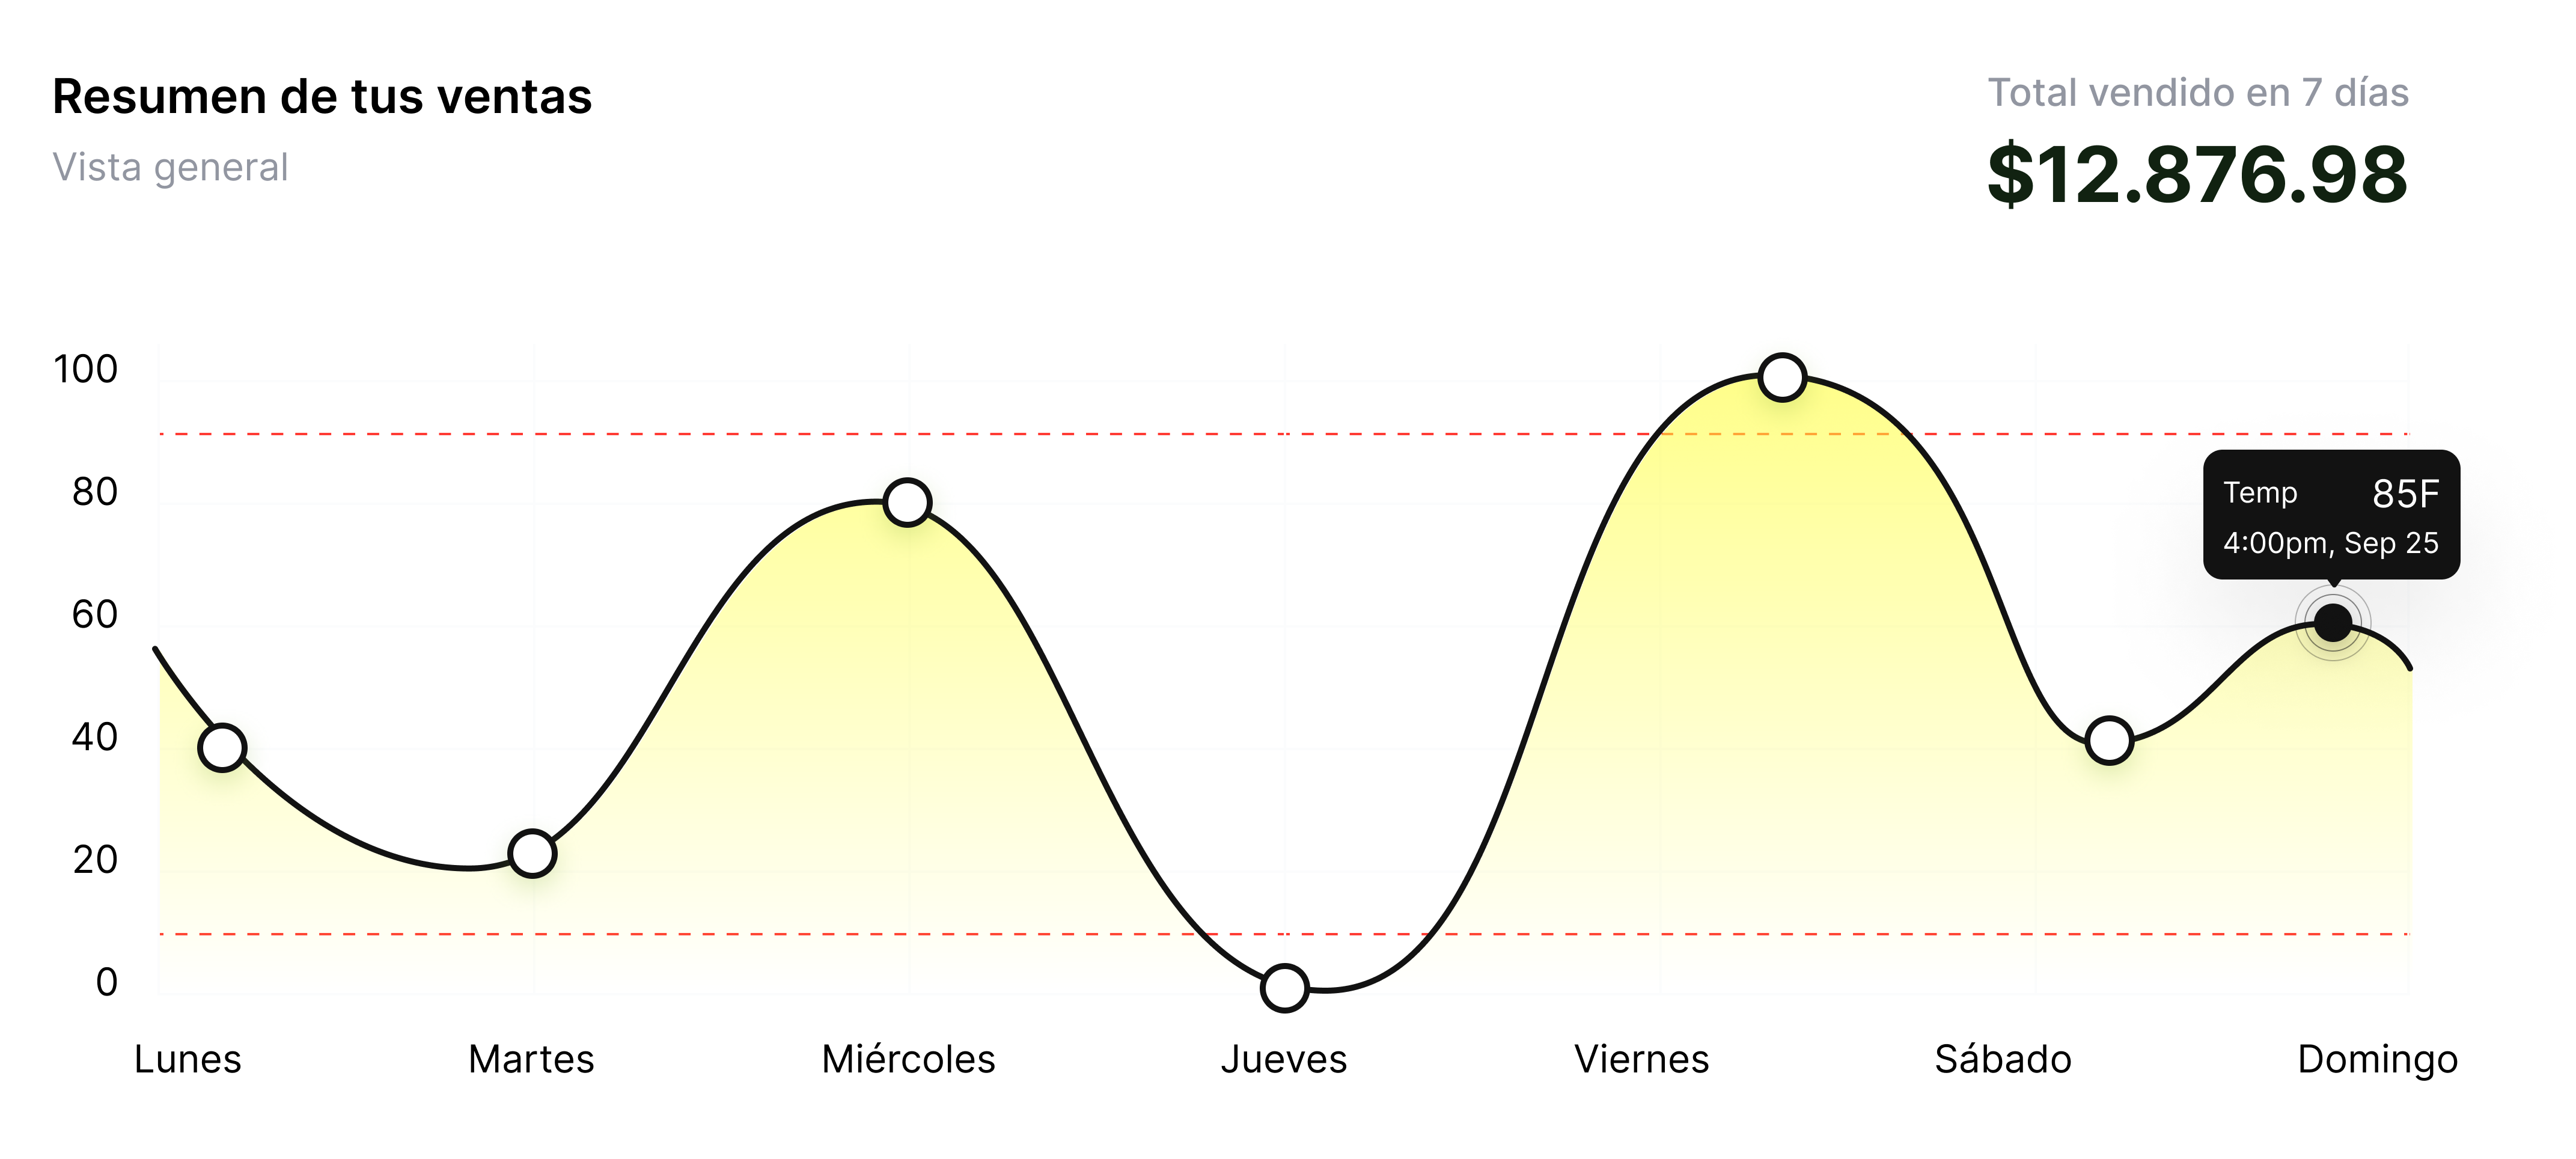 Resumen de tus ventas
Vista general
Total vendido en 7 días
$12.876.98
100
80
60
40
20
0
Temp 85F
4:00pm, Sep 25
Lunes Martes Miércoles Jueves Viernes Sábado Domingo